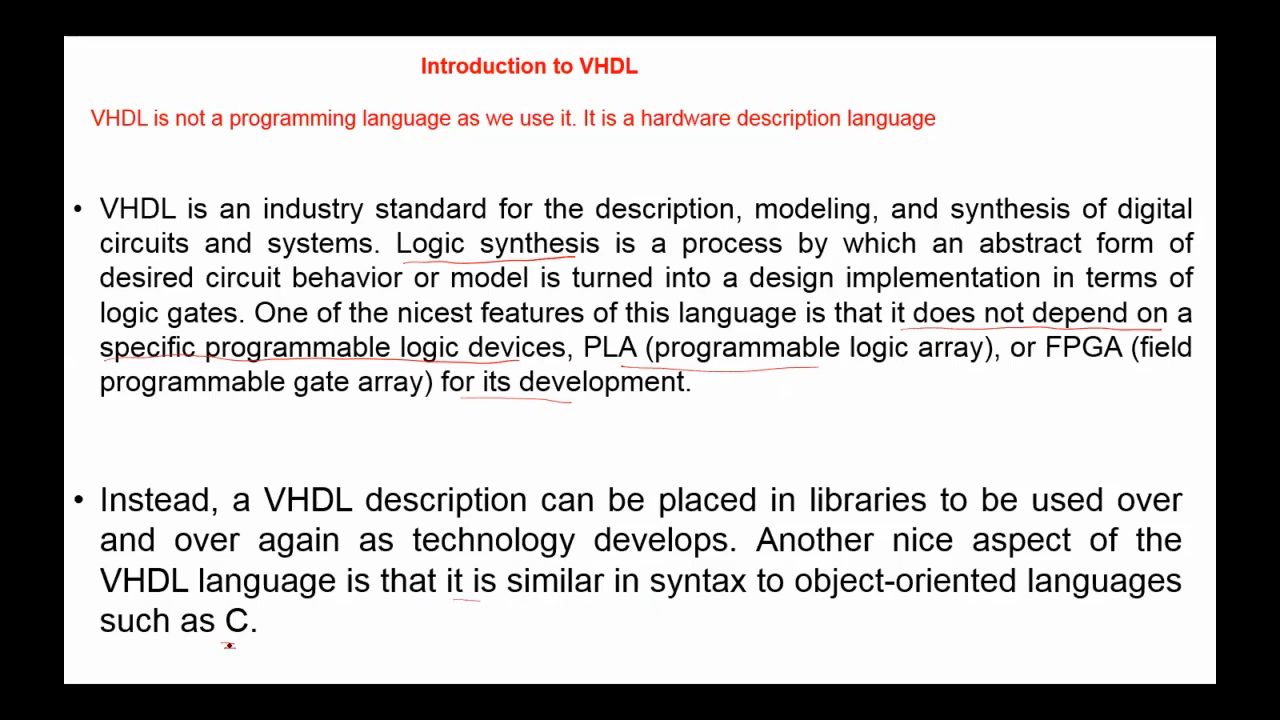 Introduction to VHDL
VHDL is not a programming language as we use it. It is a hardware description language
• VHDL is an industry standard for the description, modeling, and synthesis of digital
circuits and systems. Logic synthesis is a process by which an abstract form of
desired circuit behavior or model is turned into a design implementation in terms of
logic gates. One of the nicest features of this language is that it does not depend on a
specific programmable logic devices, PLA (programmable logic array), or FPGA (field
programmable gate array) for its development.
• Instead, a VHDL description can be placed in libraries to be used over
and over again as technology develops. Another nice aspect of the
VHDL language is that it is similar in syntax to object-oriented languages
such as C.